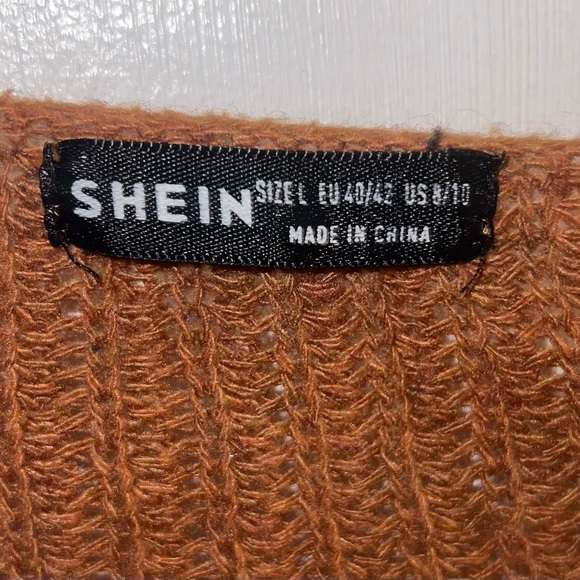 SHEIN SIZE L EU 40/42 US 8/10
MADE IN CHINA